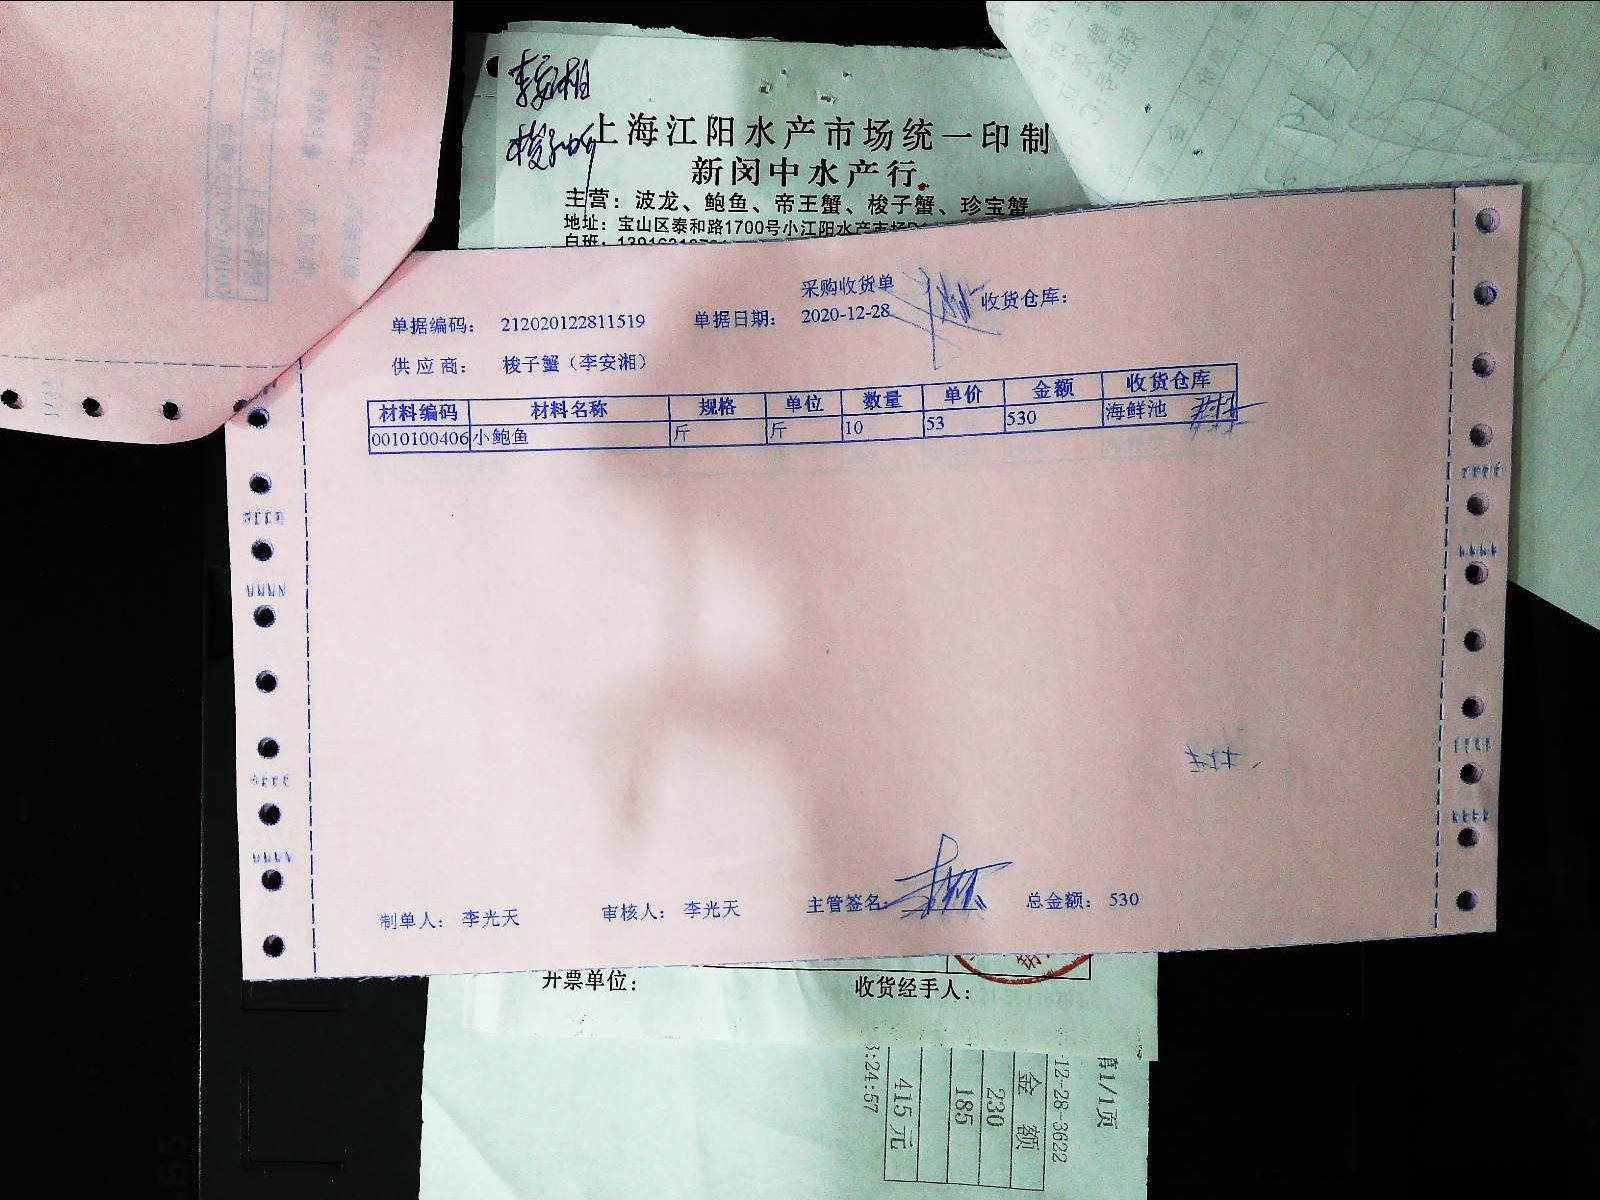 上海江阳水产市场统一印制
新闵中水产行
主营：波龙、鲍鱼、帝王蟹、梭子蟹、珍宝蟹
地址：宝山区泰和路1700号小江阳水产市场
白班：
采购收货单
单据编码： 212020122811519 单据日期： 2020-12-28 收货仓库：
供应商： 梭子蟹（李安湘）
材料编码 材料名称 规格 单位 数量 单价 金额 收货仓库
0010100406 小鲍鱼 斤 斤 10 53 530 海鲜池
制单人： 李光天 审核人： 李光天 主管签名： 总金额： 530
开票单位： 收货经手人：
1/1页
12-28-3622
金额
230
185
415元
3:24:57